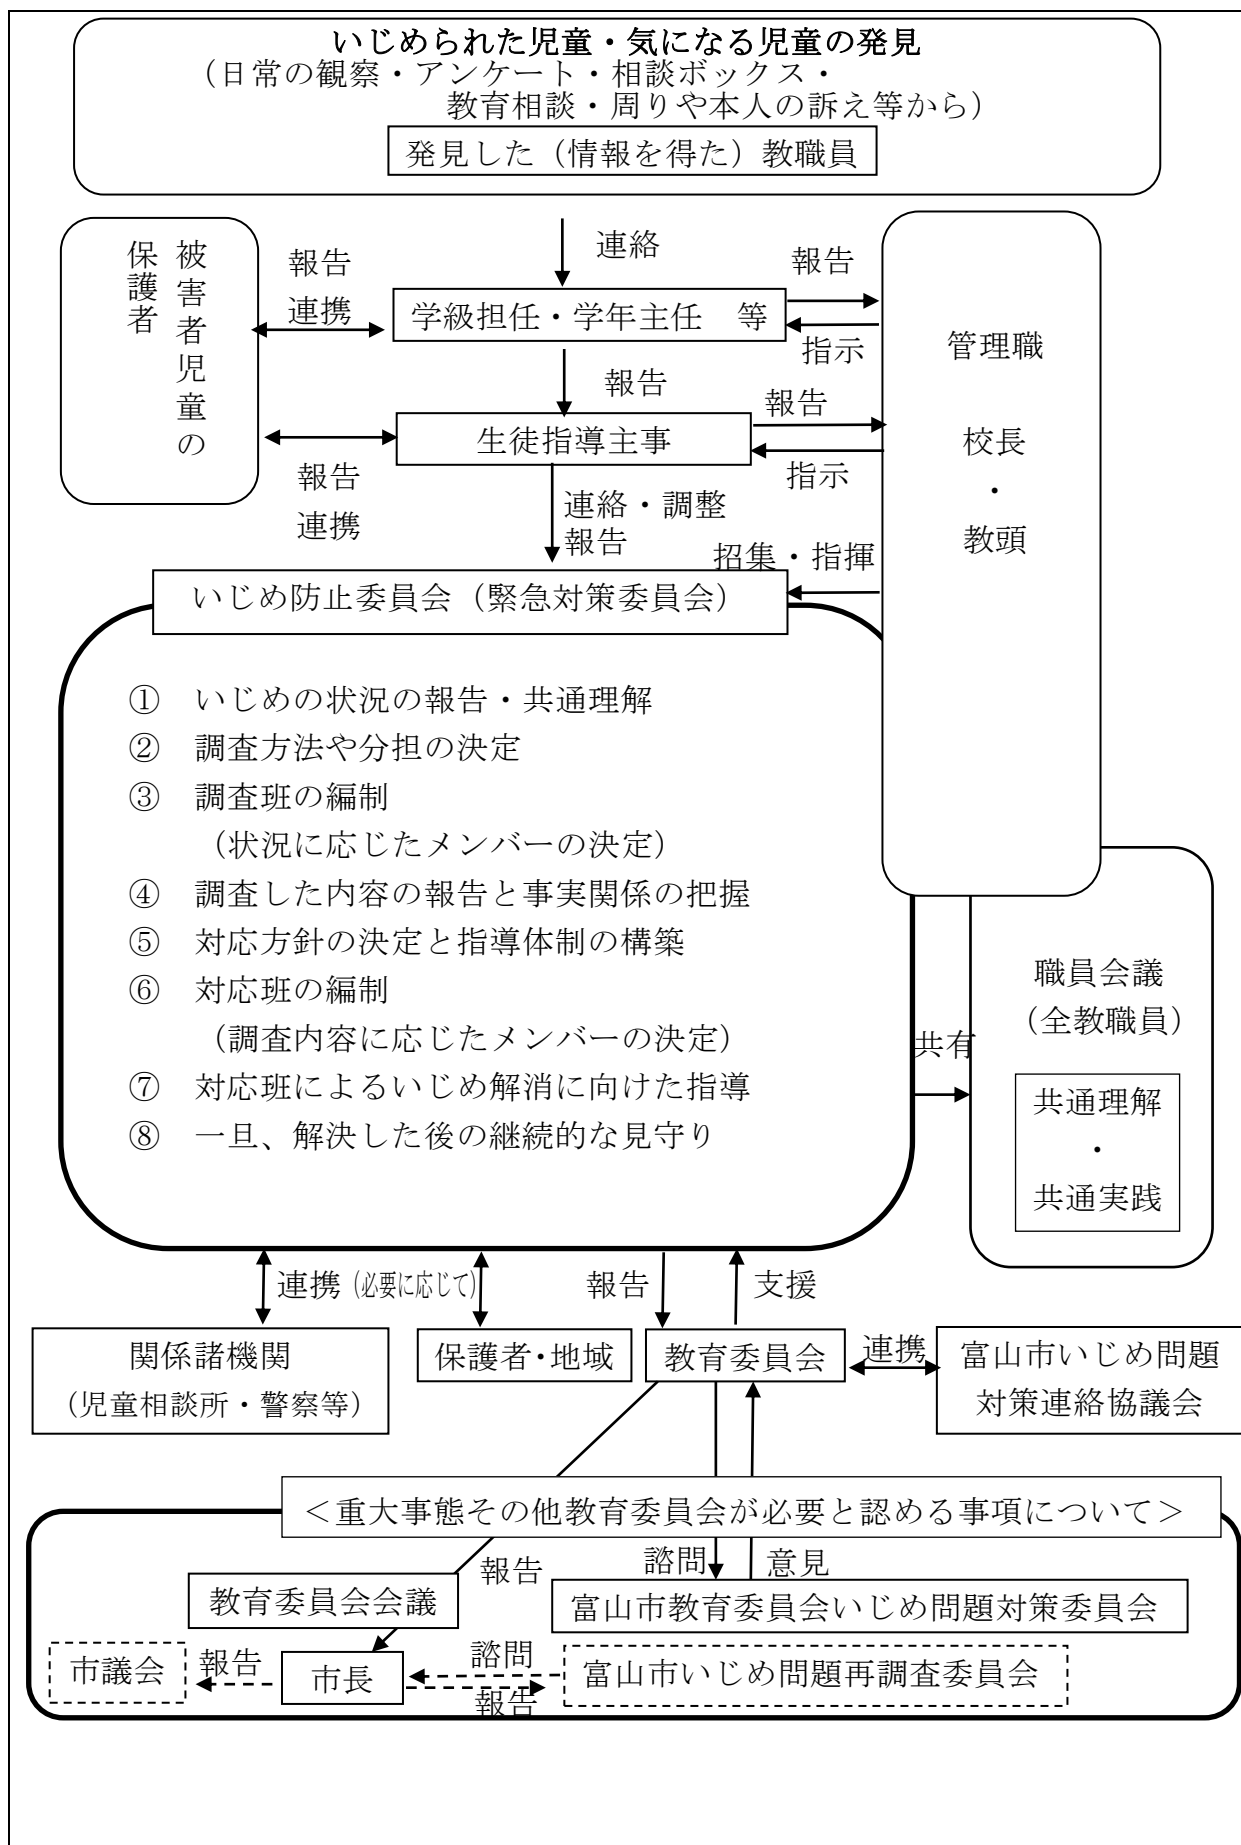 いじめられた児童・気になる児童の発見
（日常の観察・アンケート・相談ボックス・
教育相談・周りや本人の訴え等から）
発見した（情報を得た）教職員
被害者児童の
保護者
報告
連携
連絡
報告
学級担任・学年主任　等
指示
管理職
校長
・
教頭
報告
報告
生徒指導主事
指示
報告
連携
連絡・調整
報告
招集・指揮
いじめ防止委員会（緊急対策委員会）
①　いじめの状況の報告・共通理解
②　調査方法や分担の決定
③　調査班の編制
（状況に応じたメンバーの決定）
④　調査した内容の報告と事実関係の把握
⑤　対応方針の決定と指導体制の構築
⑥　対応班の編制
（調査内容に応じたメンバーの決定）
⑦　対応班によるいじめ解消に向けた指導
⑧　一旦、解決した後の継続的な見守り
共有
職員会議
（全教職員）
共通理解
・
共通実践
連携（必要に応じて）
報告
支援
関係諸機関
（児童相談所・警察等）
保護者・地域
教育委員会
連携
富山市いじめ問題
対策連絡協議会
＜重大事態その他教育委員会が必要と認める事項について＞
報告
諮問
意見
教育委員会会議
富山市教育委員会いじめ問題対策委員会
市議会
報告
市長
諮問
報告
富山市いじめ問題再調査委員会